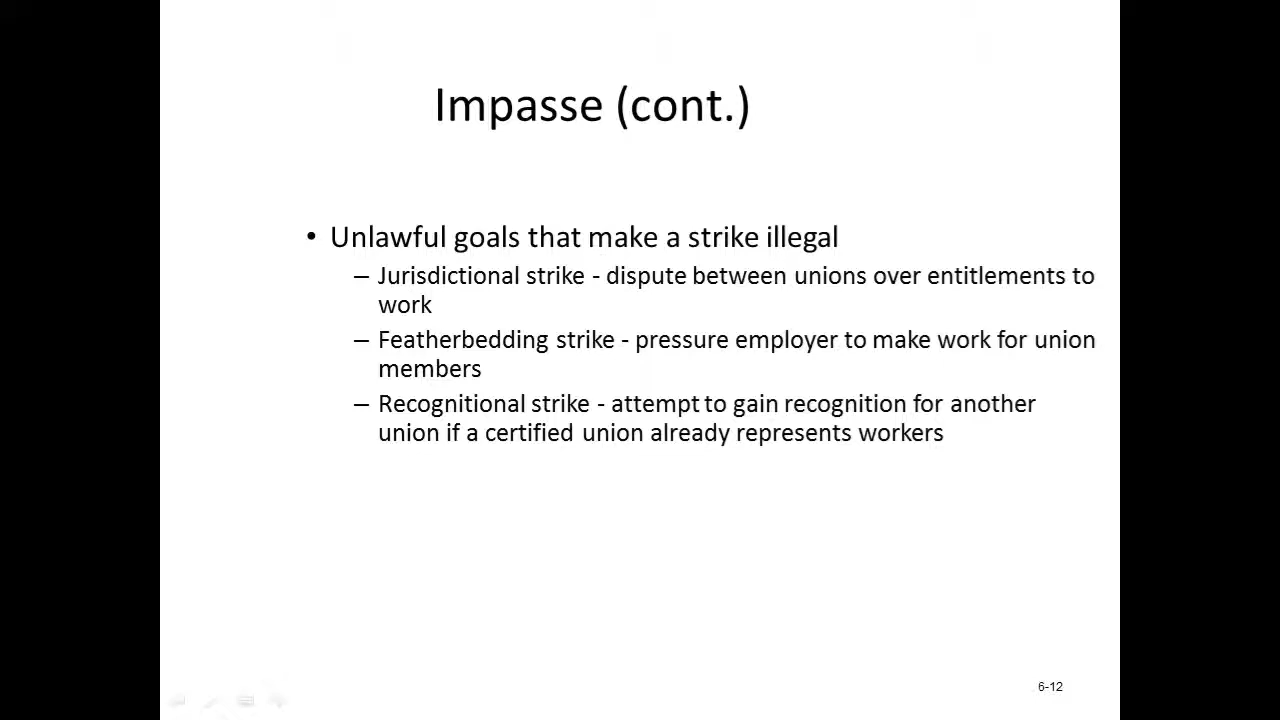 Impasse (cont.)
• Unlawful goals that make a strike illegal
– Jurisdictional strike - dispute between unions over entitlements to
work
– Featherbedding strike - pressure employer to make work for union
members
– Recognitional strike - attempt to gain recognition for another
union if a certified union already represents workers
6-12